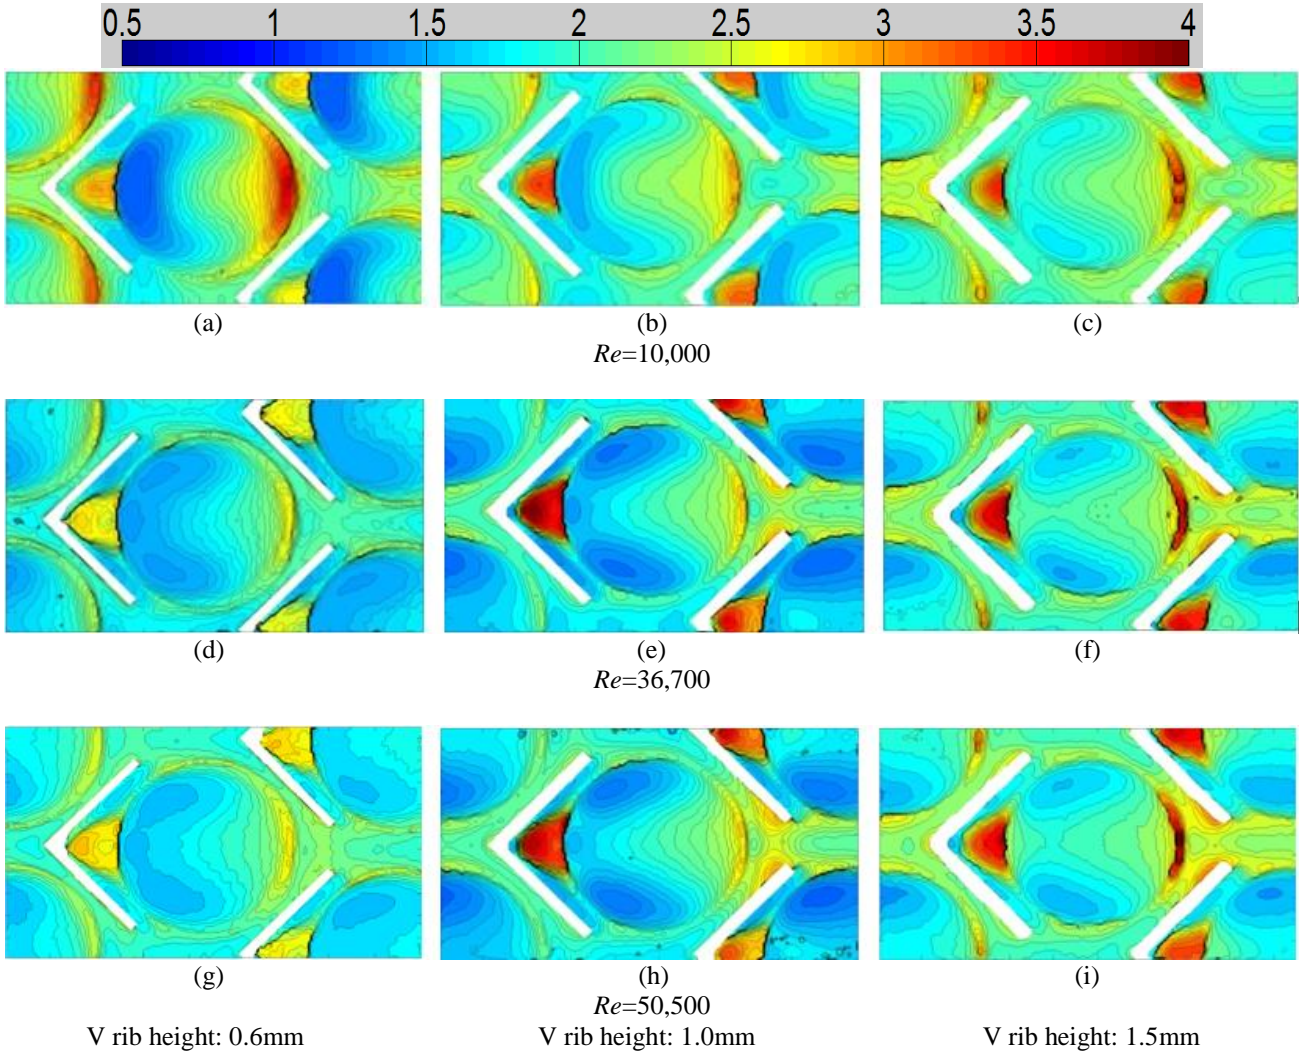 0.5 1 1.5 2 2.5 3 3.5 4
(a) (b) (c)
Re=10,000
(d) (e) (f)
Re=36,700
(g) (h) (i)
Re=50,500
V rib height: 0.6mm V rib height: 1.0mm V rib height: 1.5mm